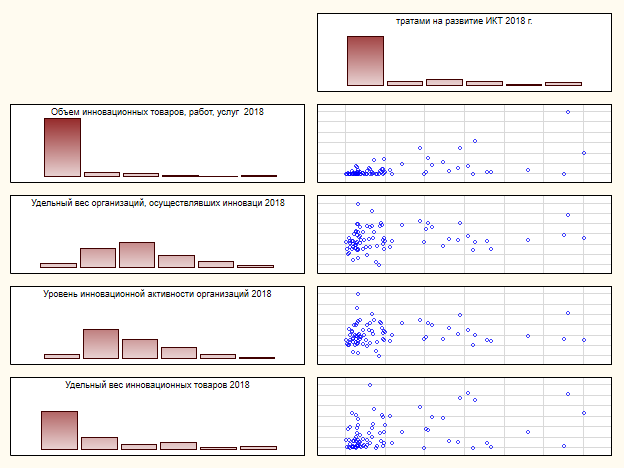 тратами на развитие ИКТ 2018 г.
Объем инновационных товаров, работ, услуг 2018
Удельный вес организаций, осуществлявших инноваци 2018
Уровень инновационной активности организаций 2018
Удельный вес инновационных товаров 2018